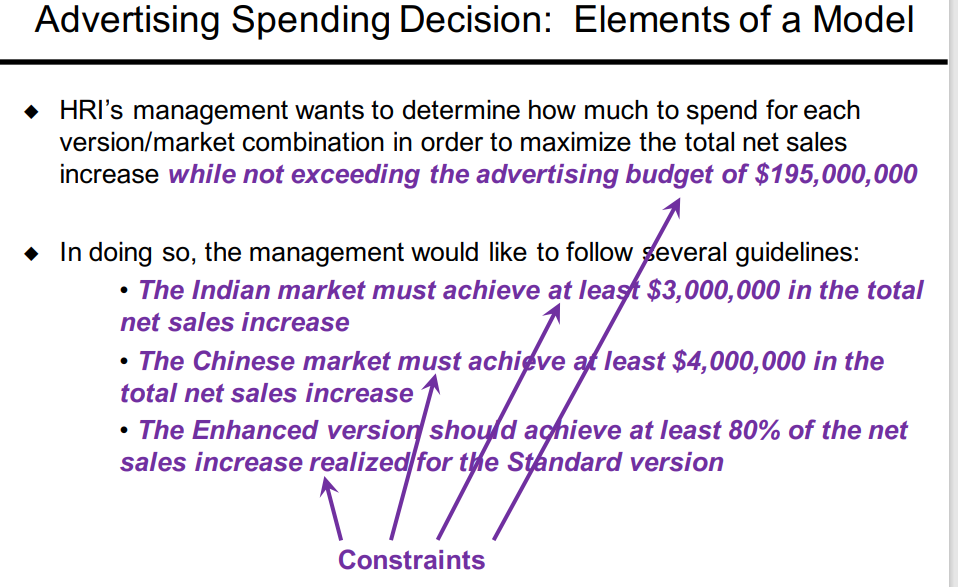 Advertising Spending Decision: Elements of a Model
◆ HRI's management wants to determine how much to spend for each
version/market combination in order to maximize the total net sales
increase while not exceeding the advertising budget of $195,000,000
◆ In doing so, the management would like to follow several guidelines:
• The Indian market must achieve at least $3,000,000 in the total
net sales increase
• The Chinese market must achieve at least $4,000,000 in the
total net sales increase
• The Enhanced version should achieve at least 80% of the net
sales increase realized for the Standard version
Constraints